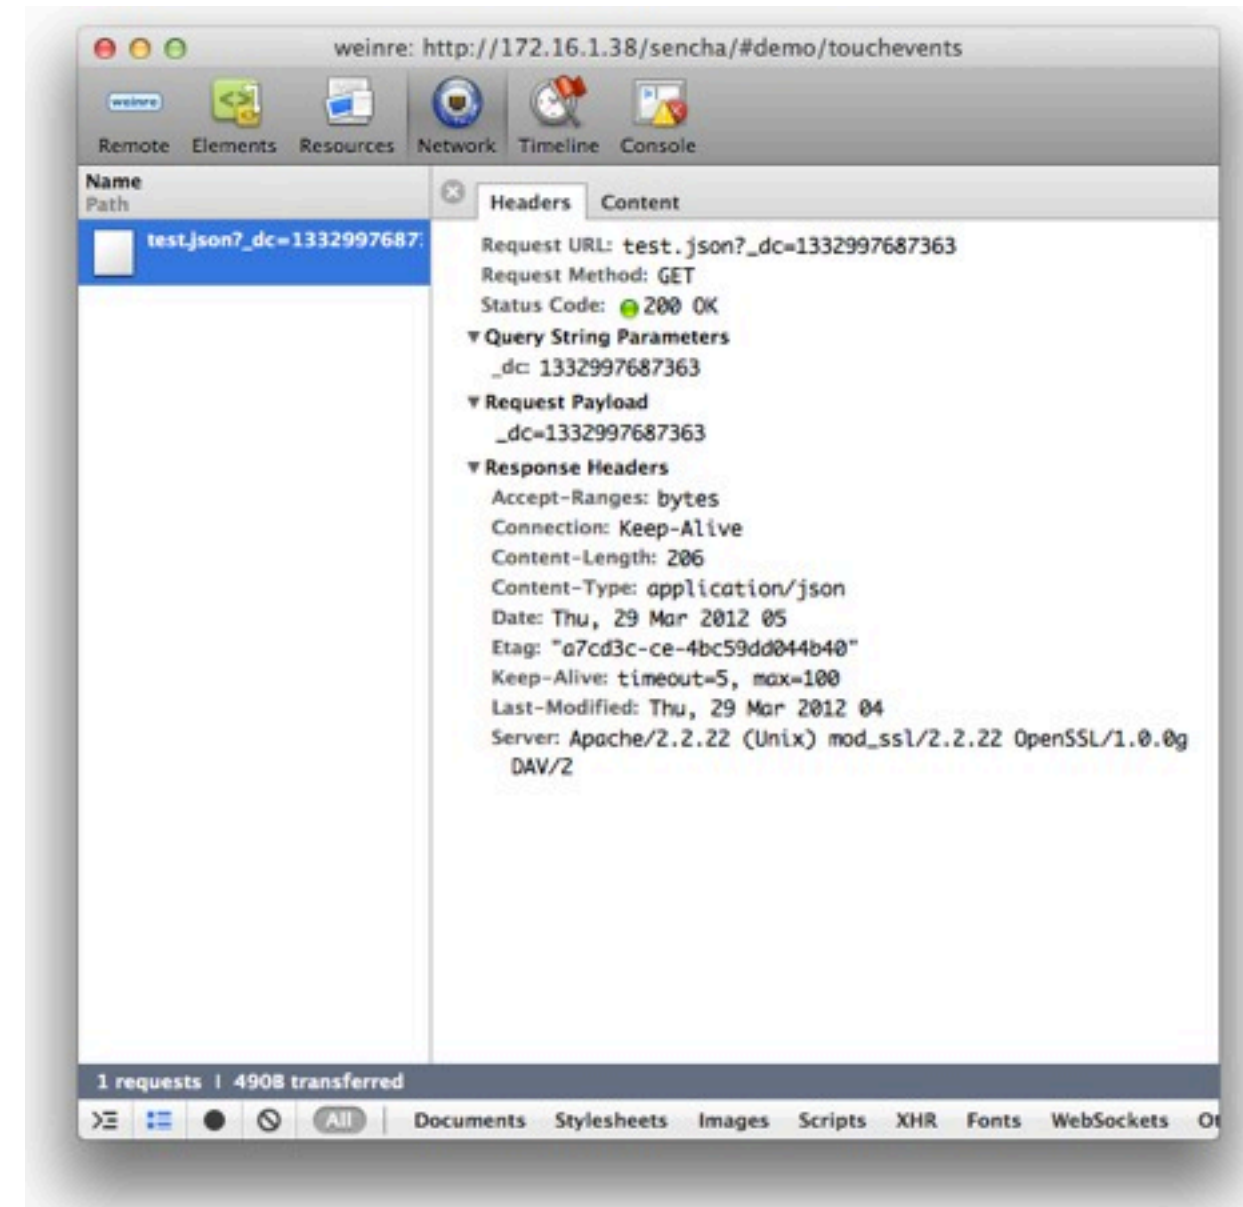 weinre: http://172.16.1.38/sencha/#demo/touchevents
weinre
Remote Elements Resources Network Timeline Console
Name
Path
Headers Content
test.json?_dc=13329976873
Request URL: test.json?_dc=1332997687363
Request Method: GET
Status Code: 200 OK
Query String Parameters
_dc: 1332997687363
Request Payload
_dc=1332997687363
Response Headers
Accept-Ranges: bytes
Connection: Keep-Alive
Content-Length: 206
Content-Type: application/json
Date: Thu, 29 Mar 2012 05
Etag: "a7cd3c-ce-4bc59dd044b40"
Keep-Alive: timeout=5, max=100
Last-Modified: Thu, 29 Mar 2012 04
Server: Apache/2.2.22 (Unix) mod_ssl/2.2.22 OpenSSL/1.0.0g
DAV/2
1 requests | 490B transferred
All Documents Stylesheets Images Scripts XHR Fonts WebSockets Ot